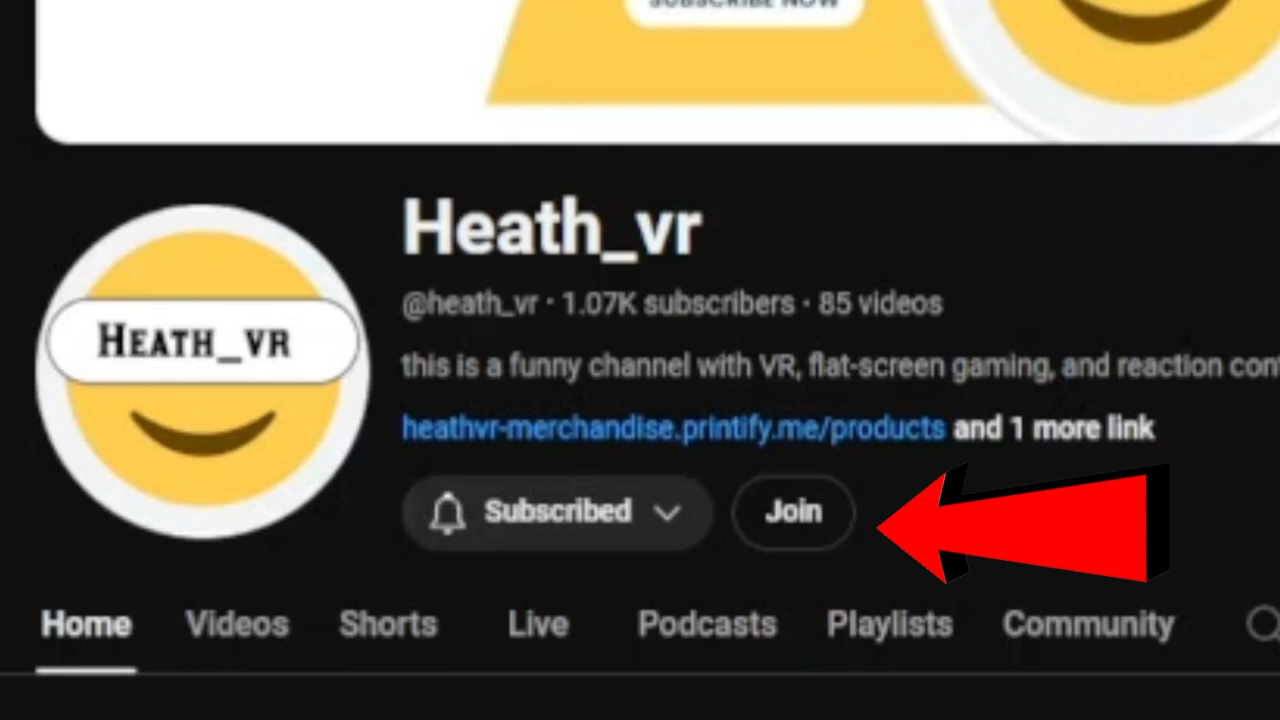 SUBSCRIBE NOW
Heath_vr
HEATH_VR
@heath_vr · 1.07K subscribers · 85 videos
this is a funny channel with VR, flat-screen gaming, and reaction
heathvr-merchandise.printify.me/products and 1 more link
Subscribed Join
Home Videos Shorts Live Podcasts Playlists Community